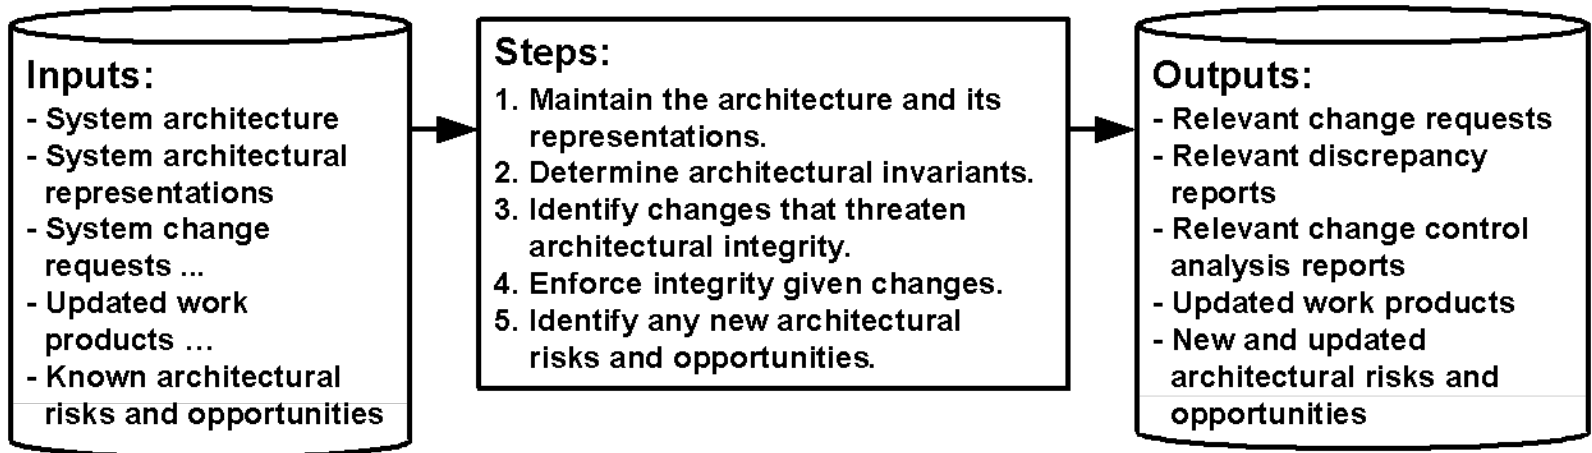 Inputs:
- System architecture
- System architectural
representations
- System change
requests ...
- Updated work
products ...
- Known architectural
risks and opportunities
Steps:
1. Maintain the architecture and its
representations.
2. Determine architectural invariants.
3. Identify changes that threaten
architectural integrity.
4. Enforce integrity given changes.
5. Identify any new architectural
risks and opportunities.
Outputs:
- Relevant change requests
- Relevant discrepancy
reports
- Relevant change control
analysis reports
- Updated work products
- New and updated
architectural risks and
opportunities